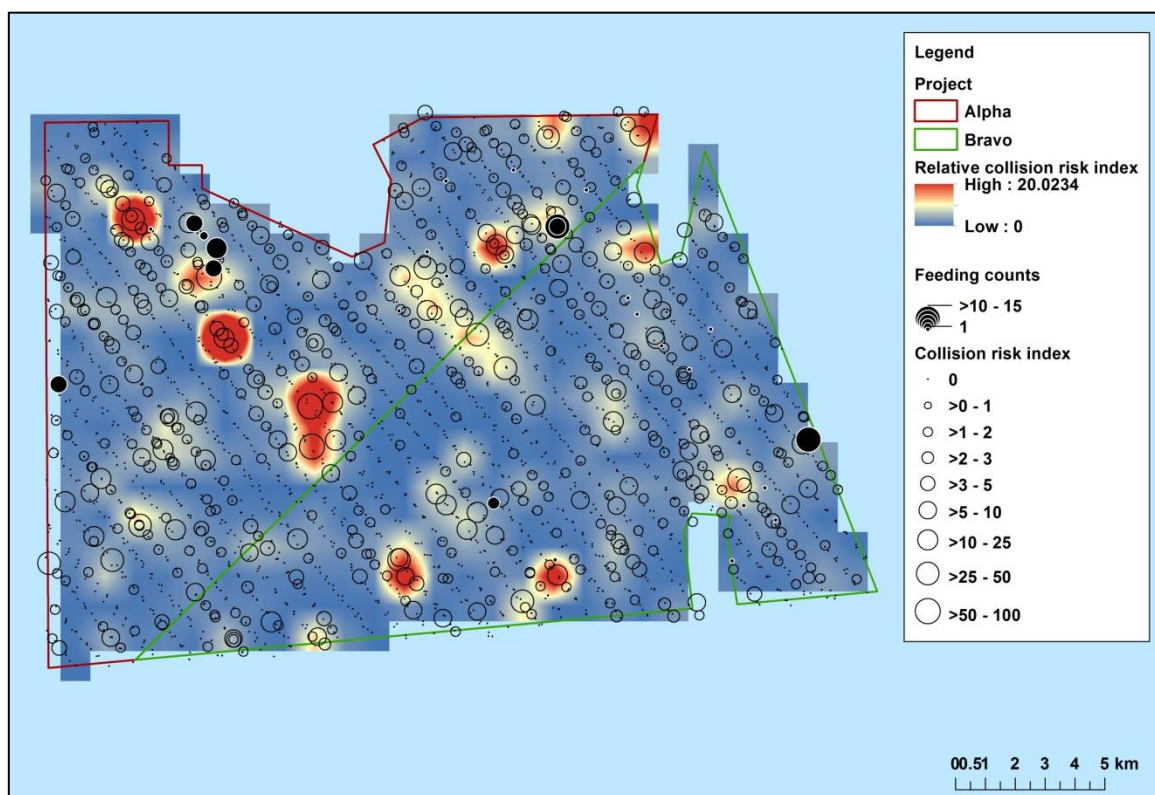 Legend
Project
Alpha
Bravo
Relative collision risk index
High : 20.0234
Low : 0
Feeding counts
>10 - 15
1
Collision risk index
0
>0 - 1
>1 - 2
>2 - 3
>3 - 5
>5 - 10
>10 - 25
>25 - 50
>50 - 100
00.51 2 3 4 5 km